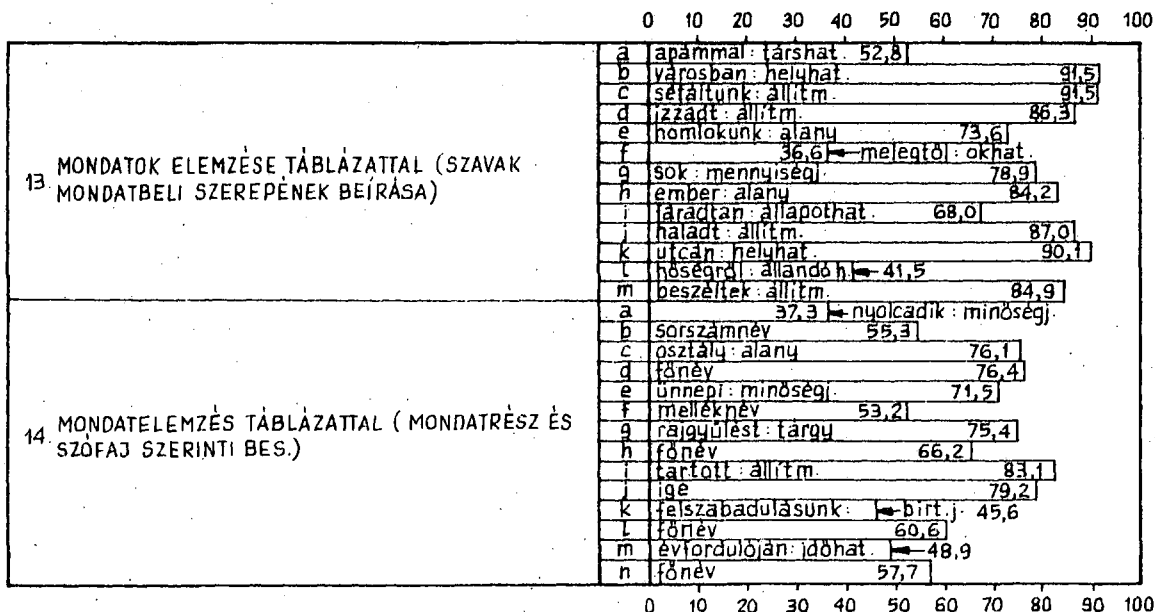 0 10 20 30 40 50 60 70 80 90 100
a apámmal : társhat. 52,8
b városban : helyhat. 91,5
c sétáltunk : állítm. 91,5
d izzadt : állítm. 86,3
e homlokunk : alany 73,6
f 36,6 melegtől : okhat.
13. MONDATOK ELEMZÉSE TÁBLÁZATTAL (SZAVAK
g sok : mennyiségj. 78,9
MONDATBELI SZEREPÉNEK BEÍRÁSA)
h ember : alany 84,2
i fáradtan : állapothat. 68,0
j haladt : állítm. 87,0
k utcán : helyhat. 90,1
l hőségről : állandó h. 41,5
m beszéltek : állítm. 84,9
a 37,3 nyolcadik : minőségj.
b sorszámnév 55,3
c osztály : alany 76,1
d főnév 76,4
e ünnepi : minőségj. 71,5
14. MONDATELEMZÉS TÁBLÁZATTAL ( MONDATRÉSZ ÉS
f melléknév 53,2
SZÓFAJ SZERINTI BES.)
g rajgyűlést : tárgy 75,4
h főnév 66,2
i tartott : állítm. 83,1
j ige 79,2
k felszabadulásunk : birt.j. 45,6
l főnév 60,6
m évfordulóján : időhat. 48,9
n főnév 57,7
0 10 20 30 40 50 60 70 80 90 100